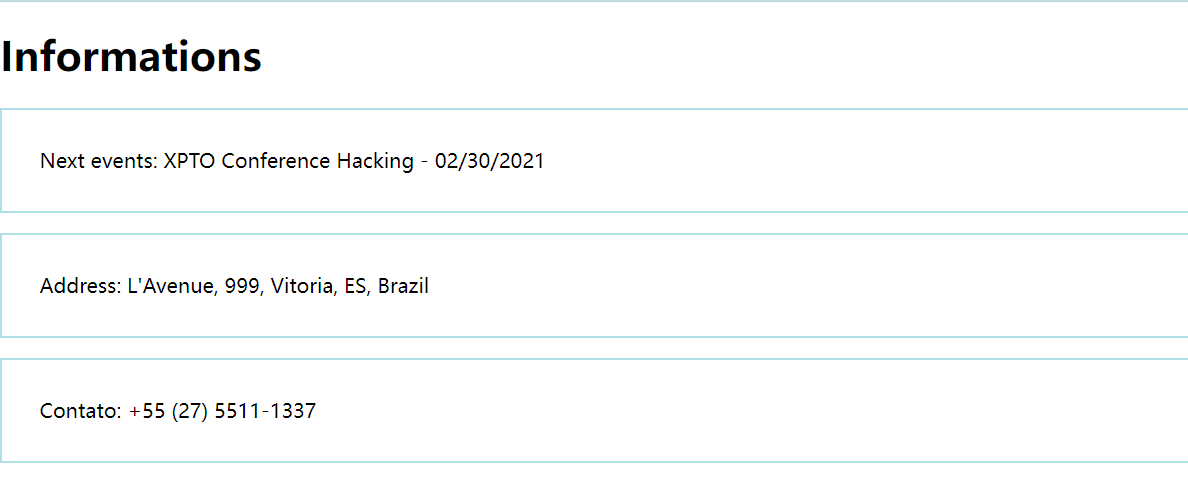 Informations
Next events: XPTO Conference Hacking - 02/30/2021
Address: L'Avenue, 999, Vitoria, ES, Brazil
Contato: +55 (27) 5511-1337